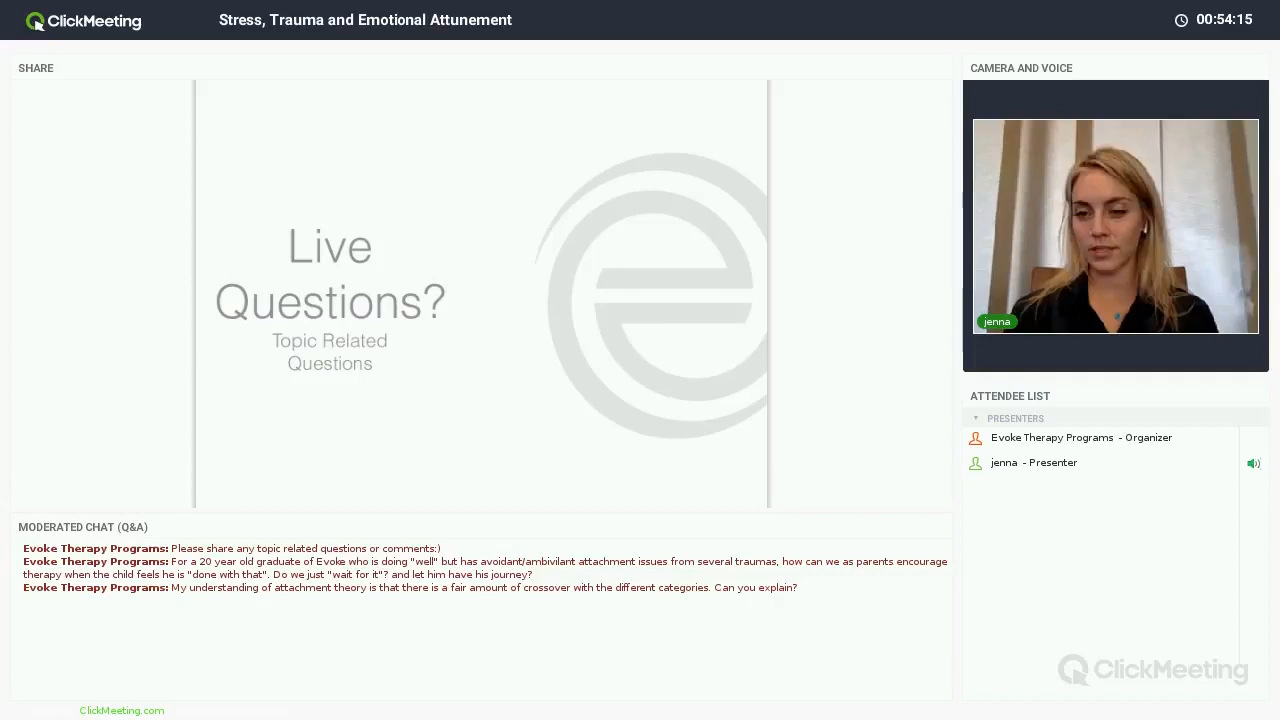 ClickMeeting
Stress, Trauma and Emotional Attunement
00:54:15
SHARE
Live
Questions?
Topic Related
Questions
CAMERA AND VOICE
jenna
ATTENDEE LIST
PRESENTERS
Evoke Therapy Programs - Organizer
jenna - Presenter
MODERATED CHAT (Q&A)
Evoke Therapy Programs: Please share any topic related questions or comments:)
Evoke Therapy Programs: For a 20 year old graduate of Evoke who is doing "well" but has avoidant/ambivilant attachment issues from several traumas, how can we as parents encourage
therapy when the child feels he is "done with that". Do we just "wait for it"? and let him have his journey?
Evoke Therapy Programs: My understanding of attachment theory is that there is a fair amount of crossover with the different categories. Can you explain?
ClickMeeting
ClickMeeting.com